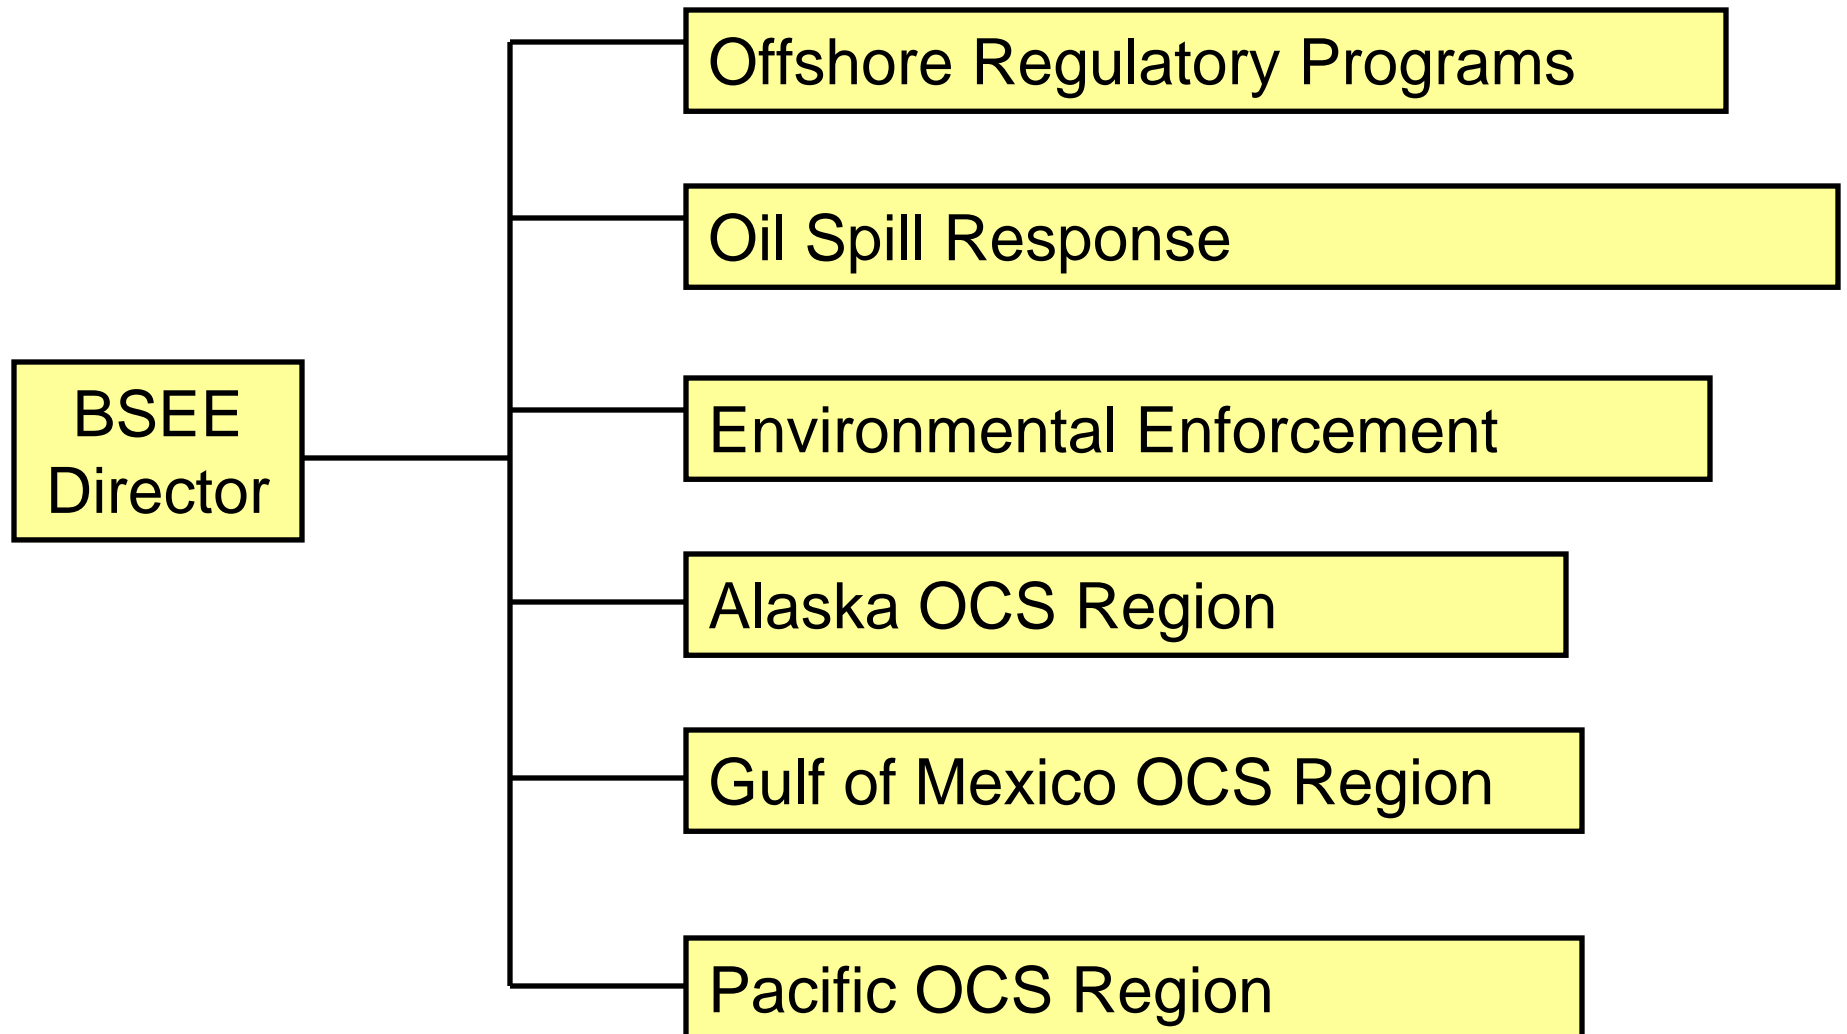 Offshore Regulatory Programs
Oil Spill Response
Environmental Enforcement
BSEE
Director
Alaska OCS Region
Gulf of Mexico OCS Region
Pacific OCS Region